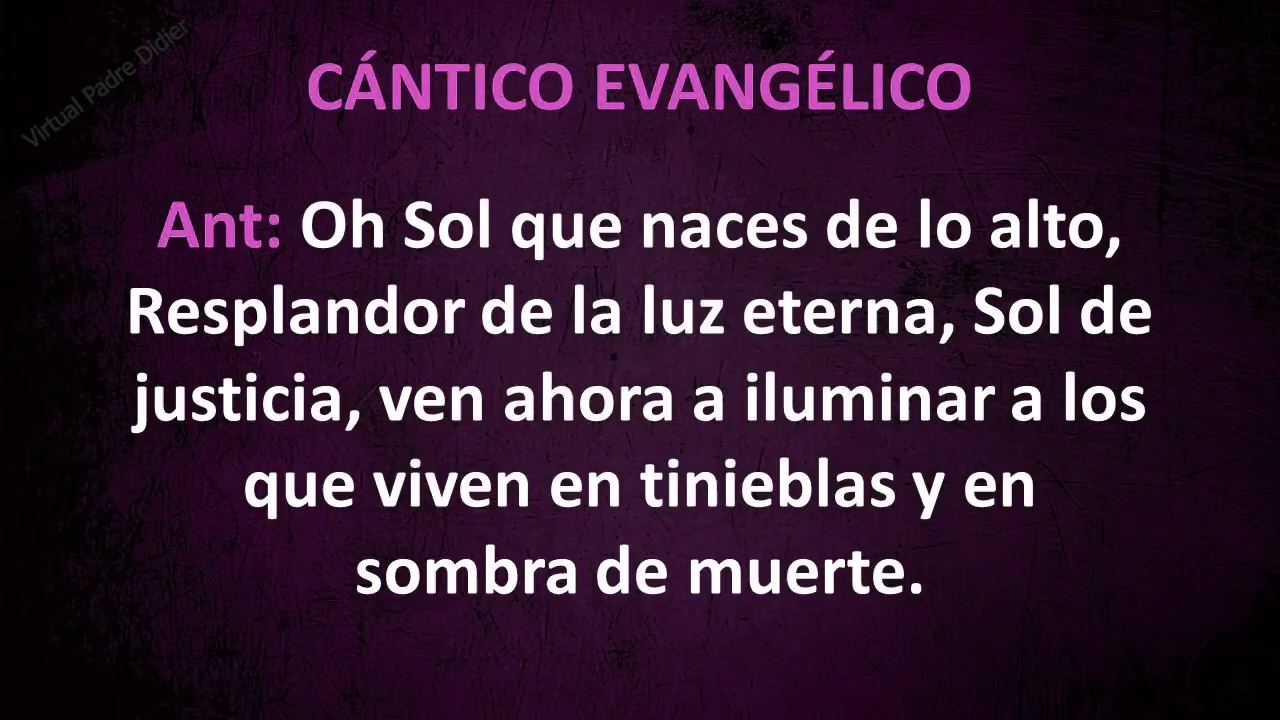 Virtual Padre Didier
CÁNTICO EVANGÉLICO
Ant: Oh Sol que naces de lo alto,
Resplandor de la luz eterna, Sol de
justicia, ven ahora a iluminar a los
que viven en tinieblas y en
sombra de muerte.